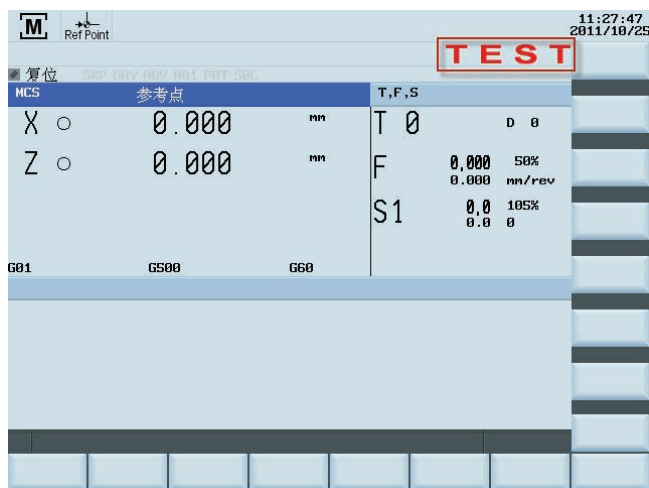 M
Ref Point
11:27:47
2011/10/25
TEST
复位 SKP DRY ROV M01 PRT SBL
MCS 参考点 T,F,S
X 0.000 MM T 0 D 0
Z 0.000 MM F 0,000 50%
0.000 mm/rev
S1 0,0 105%
0.0 0
G01 G500 G60